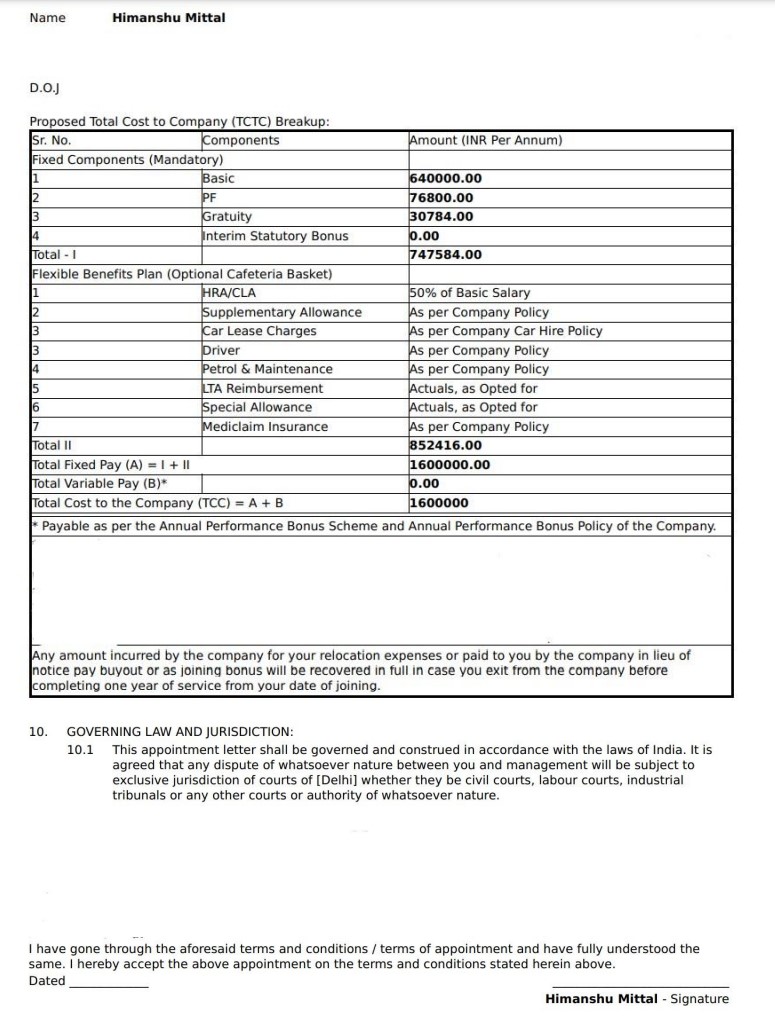 Name Himanshu Mittal
D.O.J
Proposed Total Cost to Company (TCTC) Breakup:
Sr. No. Components Amount (INR Per Annum)
Fixed Components (Mandatory)
1 Basic 640000.00
2 PF 76800.00
3 Gratuity 30784.00
4 Interim Statutory Bonus 0.00
Total - I 747584.00
Flexible Benefits Plan (Optional Cafeteria Basket)
1 HRA/CLA 50% of Basic Salary
2 Supplementary Allowance As per Company Policy
3 Car Lease Charges As per Company Car Hire Policy
3 Driver As per Company Policy
4 Petrol & Maintenance As per Company Policy
5 LTA Reimbursement Actuals, as Opted for
6 Special Allowance Actuals, as Opted for
7 Mediclaim Insurance As per Company Policy
Total II 852416.00
Total Fixed Pay (A) = I + II 1600000.00
Total Variable Pay (B)* 0.00
Total Cost to the Company (TCC) = A + B 1600000
* Payable as per the Annual Performance Bonus Scheme and Annual Performance Bonus Policy of the Company.
Any amount incurred by the company for your relocation expenses or paid to you by the company in lieu of
notice pay buyout or as joining bonus will be recovered in full in case you exit from the company before
completing one year of service from your date of joining.
10. GOVERNING LAW AND JURISDICTION:
10.1 This appointment letter shall be governed and construed in accordance with the laws of India. It is
agreed that any dispute of whatsoever nature between you and management will be subject to
exclusive jurisdiction of courts of [Delhi] whether they be civil courts, labour courts, industrial
tribunals or any other courts or authority of whatsoever nature.
I have gone through the aforesaid terms and conditions / terms of appointment and have fully understood the
same. I hereby accept the above appointment on the terms and conditions stated herein above.
Dated ____________
Himanshu Mittal - Signature